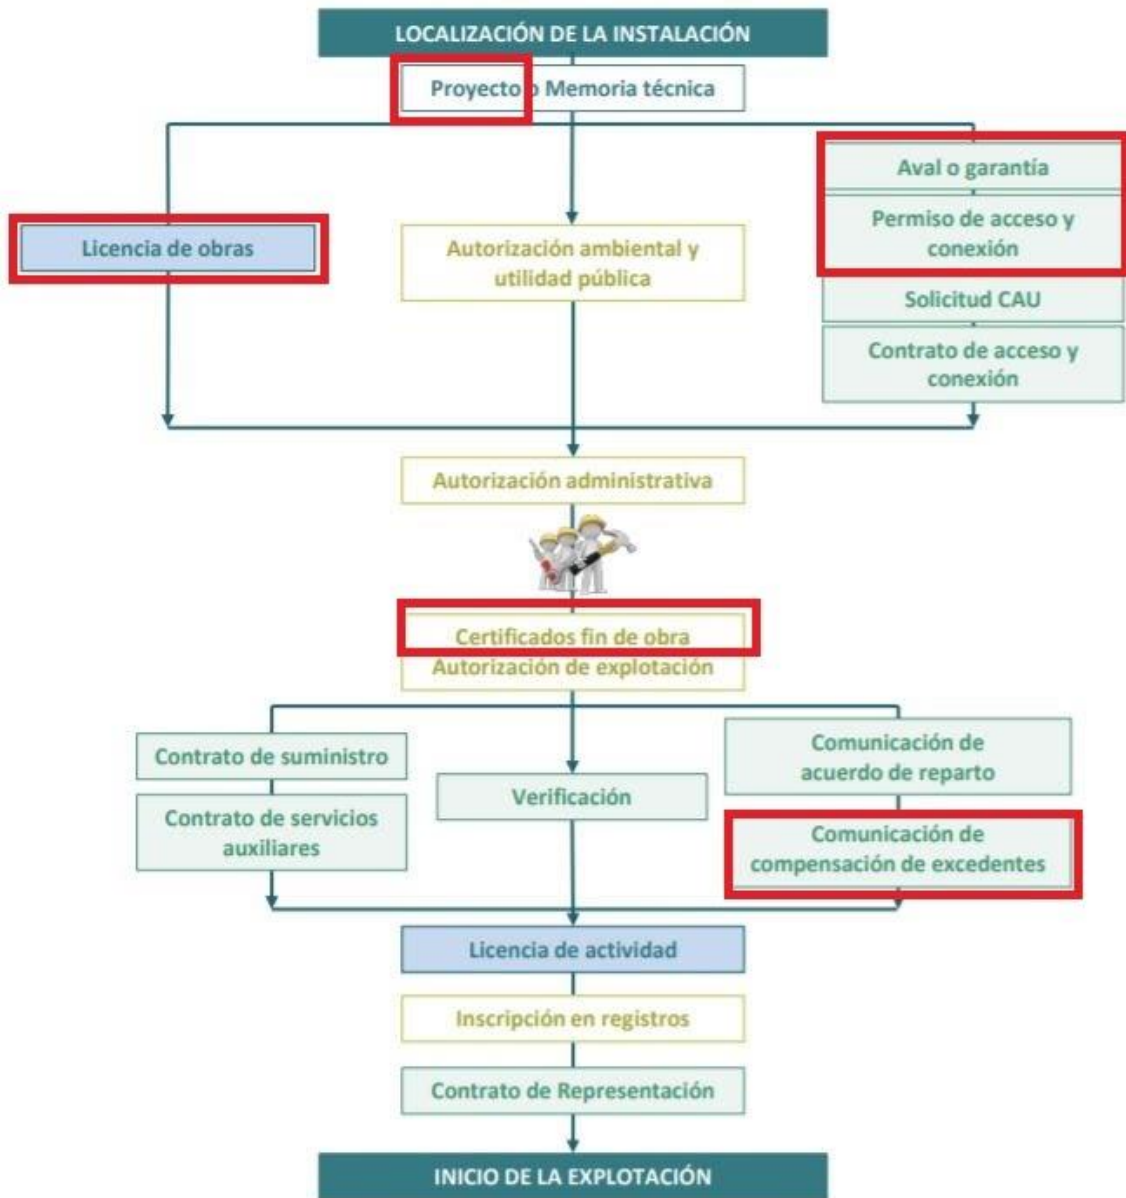 LOCALIZACIÓN DE LA INSTALACIÓN
Proyecto o Memoria técnica
Aval o garantía
Permiso de acceso y
conexión
Licencia de obras
Autorización ambiental y
utilidad pública
Solicitud CAU
Contrato de acceso y
conexión
Autorización administrativa
Certificados fin de obra
Autorización de explotación
Contrato de suministro
Contrato de servicios
auxiliares
Verificación
Comunicación de
acuerdo de reparto
Comunicación de
compensación de excedentes
Licencia de actividad
Inscripción en registros
Contrato de Representación
INICIO DE LA EXPLOTACIÓN